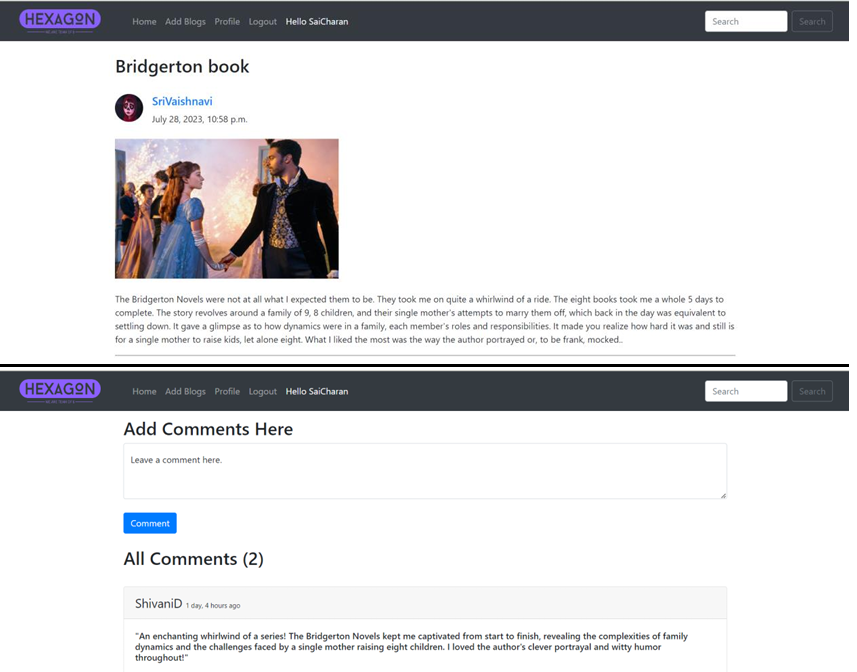 HEXAGON
Home Add Blogs Profile Logout Hello SaiCharan Search Search
Bridgerton book
SriVaishnavi
July 28, 2023, 10:58 p.m.
The Bridgerton Novels were not at all what I expected them to be. They took me on quite a whirlwind of a ride. The eight books took me a whole 5 days to
complete. The story revolves around a family of 9, 8 children, and their single mother's attempts to marry them off, which back in the day was equivalent to
settling down. It gave a glimpse as to how dynamics were in a family, each member's roles and responsibilities. It made you realize how hard it was and still is
for a single mother to raise kids, let alone eight. What I liked the most was the way the author portrayed or, to be frank, mocked..
HEXAGON
Home Add Blogs Profile Logout Hello SaiCharan Search Search
Add Comments Here
Leave a comment here.
Comment
All Comments (2)
ShivaniD 1 day, 4 hours ago
"An enchanting whirlwind of a series! The Bridgerton Novels kept me captivated from start to finish, revealing the complexities of family
dynamics and the challenges faced by a single mother raising eight children. I loved the author's clever portrayal and witty humor
throughout!"